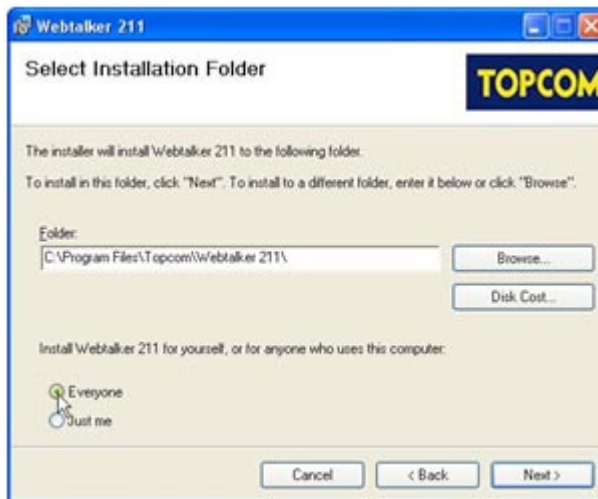 Webtalker 211
Select Installation Folder
TOPCOM
The installer will install Webtalker 211 to the following folder.
To install in this folder, click "Next". To install to a different folder, enter it below or click "Browse".
Folder:
C:\Program Files\Topcom\Webtalker 211\
Browse...
Disk Cost...
Install Webtalker 211 for yourself, or for anyone who uses this computer:
Everyone
Just me
Cancel
< Back
Next >